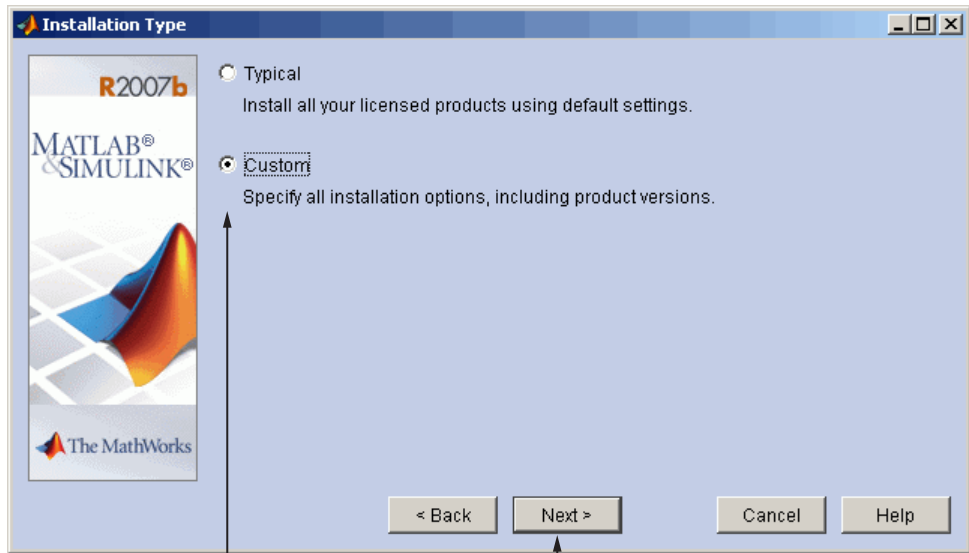 Installation Type
R2007b
MATLAB®
&SIMULINK®
The MathWorks
Typical
Install all your licensed products using default settings.
Custom
Specify all installation options, including product versions.
< Back
Next >
Cancel
Help